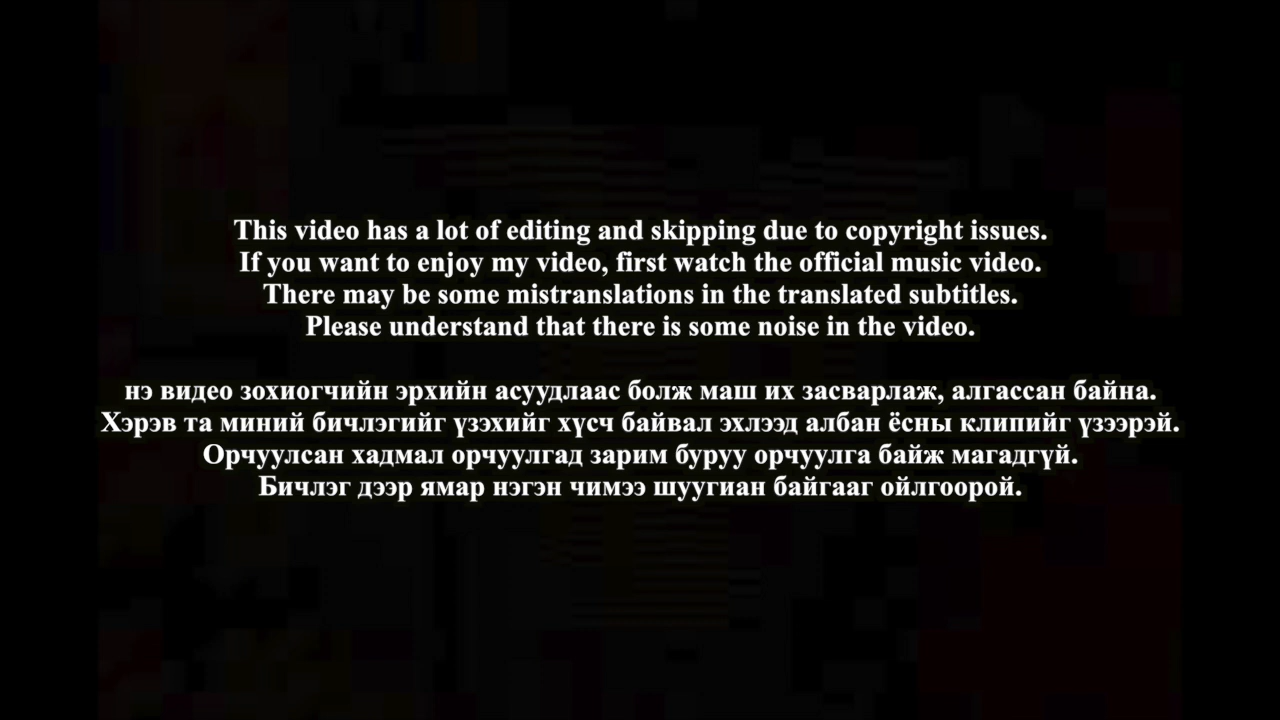 This video has a lot of editing and skipping due to copyright issues.
If you want to enjoy my video, first watch the official music video.
There may be some mistranslations in the translated subtitles.
Please understand that there is some noise in the video.
нэ видео зохиогчийн эрхийн асуудлаас болж маш их засварлаж, алгассан байна.
Хэрэв та миний бичлэгийг үзэхийг хүсч байвал эхлээд албан ёсны клипийг үзээрэй.
Орчуулсан хадмал орчуулгад зарим буруу орчуулга байж магадгүй.
Бичлэг дээр ямар нэгэн чимээ шуугиан байгааг ойлгоорой.